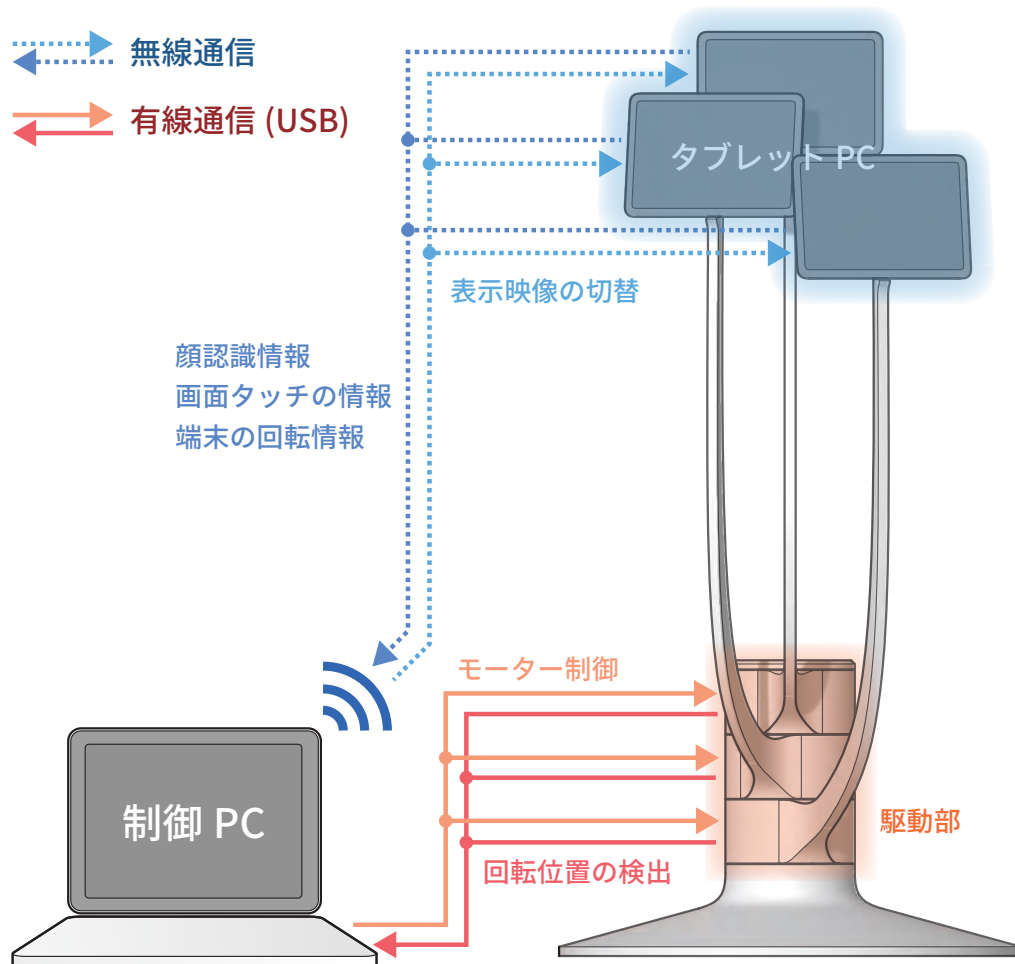 無線通信
有線通信 (USB)
タブレット PC
表示映像の切替
顔認識情報
画面タッチの情報
端末の回転情報
モーター制御
制御 PC
駆動部
回転位置の検出